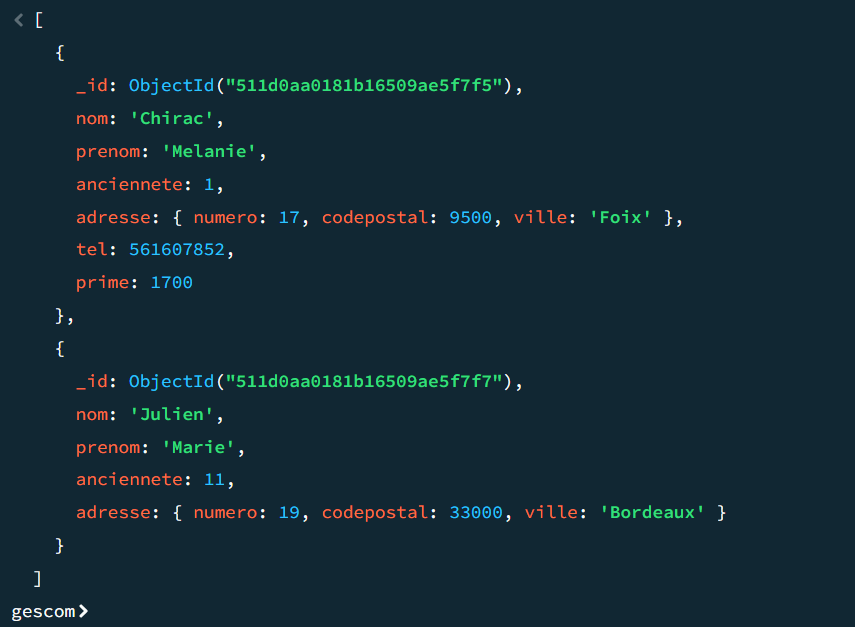 [
{
_id: ObjectId("511d0aa0181b16509ae5f7f5"),
nom: 'Chirac',
prenom: 'Melanie',
anciennete: 1,
adresse: { numero: 17, codepostal: 9500, ville: 'Foix' },
tel: 561607852,
prime: 1700
},
{
_id: ObjectId("511d0aa0181b16509ae5f7f7"),
nom: 'Julien',
prenom: 'Marie',
anciennete: 11,
adresse: { numero: 19, codepostal: 33000, ville: 'Bordeaux' }
}
]
gescom>